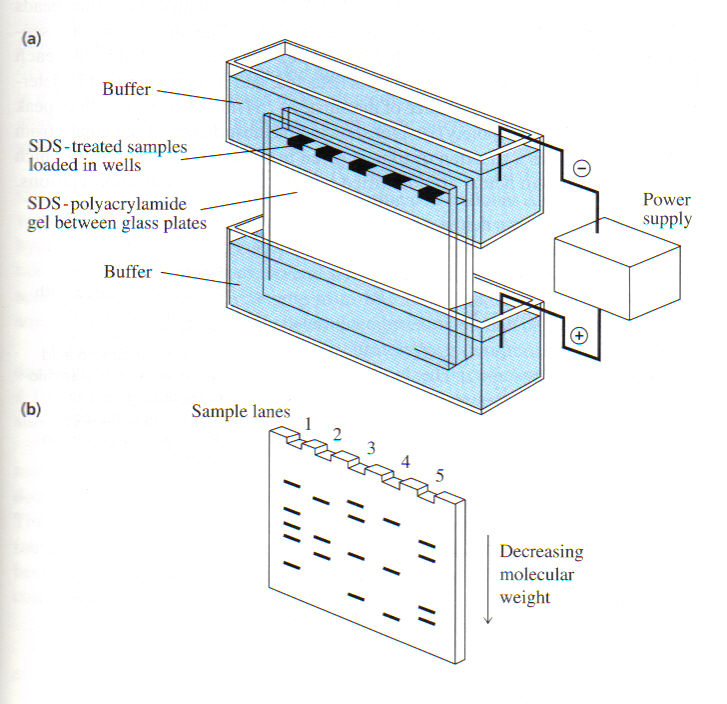 (a)
Buffer
SDS-treated samples
loaded in wells
SDS-polyacrylamide
gel between glass plates
Buffer
−
Power
supply
+
(b)
Sample lanes
1
2
3
4
5
Decreasing
molecular
weight